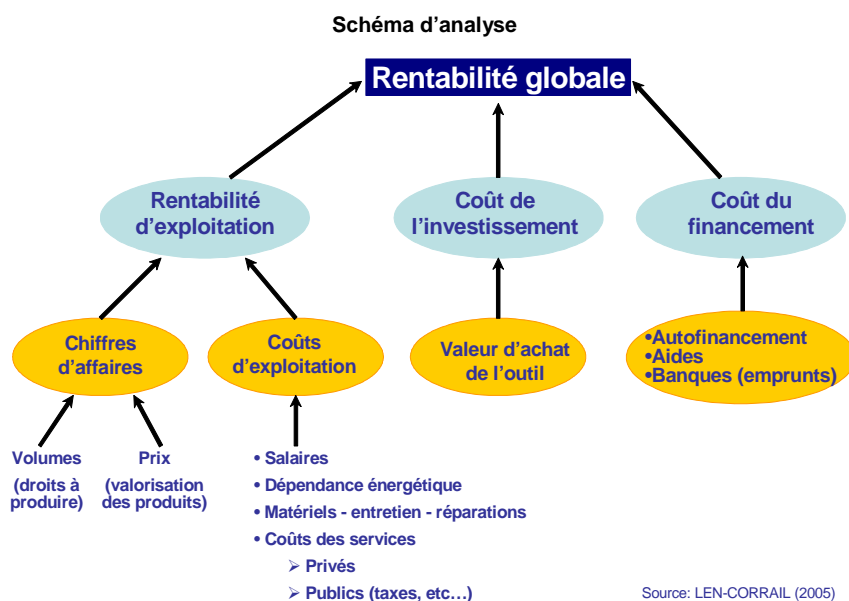 Schéma d'analyse
Rentabilité globale
Rentabilité
d'exploitation
Coût de
l'investissement
Coût du
financement
Chiffres
d'affaires
Coûts
d'exploitation
Valeur d'achat
de l'outil
•Autofinancement
•Aides
•Banques (emprunts)
Volumes
(droits à
produire)
Prix
(valorisation
des produits)
• Salaires
• Dépendance énergétique
• Matériels - entretien - réparations
• Coûts des services
➢ Privés
➢ Publics (taxes, etc…)
Source: LEN-CORRAIL (2005)